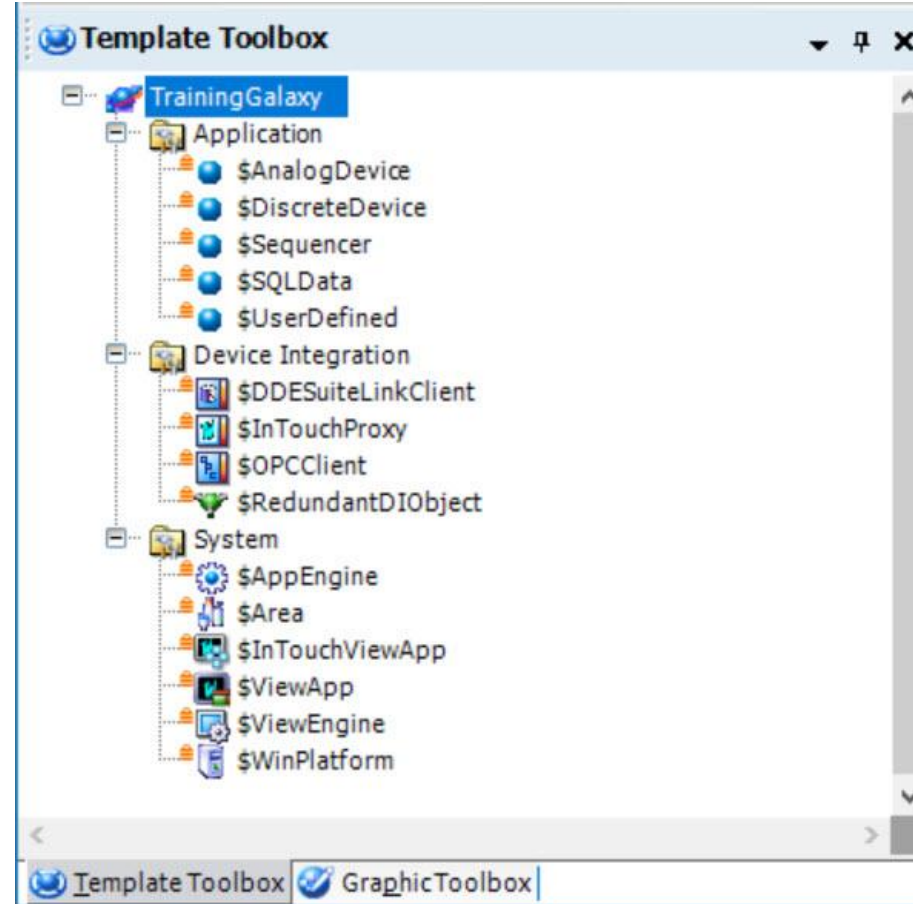 Template Toolbox
TrainingGalaxy
Application
$AnalogDevice
$DiscreteDevice
$Sequencer
$SQLData
$UserDefined
Device Integration
$DDESuiteLinkClient
$InTouchProxy
$OPCClient
$RedundantDIObject
System
$AppEngine
$Area
$InTouchViewApp
$ViewApp
$ViewEngine
$WinPlatform
Template Toolbox GraphicToolbox